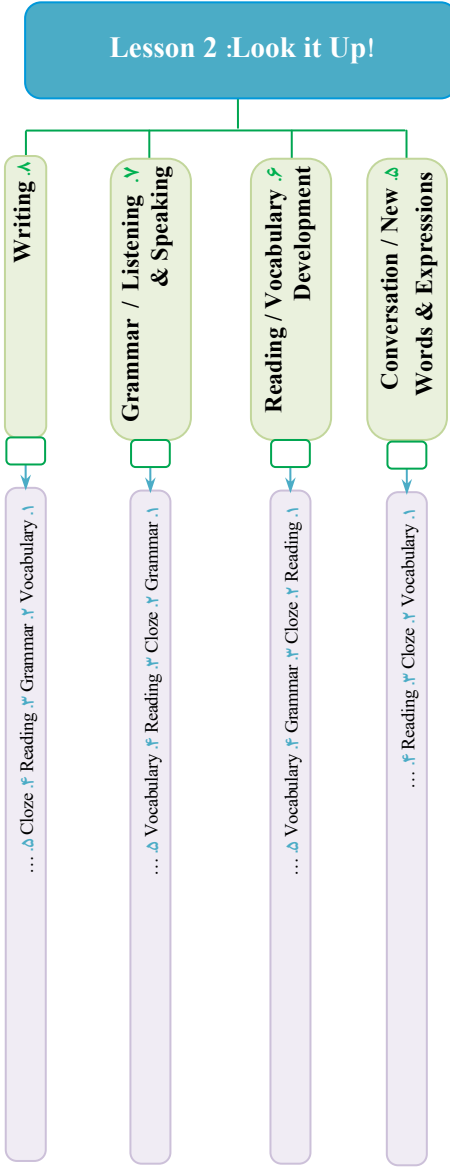 Lesson 2 :Look it Up!
۵. Conversation / New
Words & Expressions
۱. Vocabulary ۲. Cloze ۳. Reading ۴. …
۶. Reading / Vocabulary
Development
۱. Reading ۲. Cloze ۳. Grammar ۴. Vocabulary ۵. …
۷. Grammar / Listening
& Speaking
۱. Grammar ۲. Cloze ۳. Reading ۴. Vocabulary ۵. …
۸. Writing
۱. Vocabulary ۲. Grammar ۳. Reading ۴. Cloze ۵. …